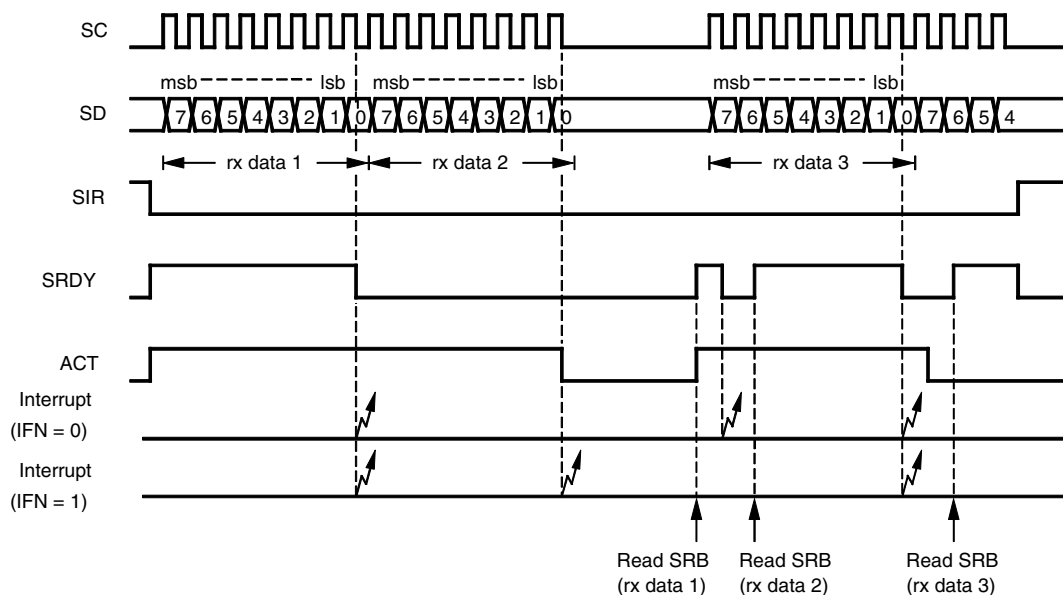 SC
msb lsb msb lsb msb lsb
SD 7 6 5 4 3 2 1 0 7 6 5 4 3 2 1 0 7 6 5 4 3 2 1 0 7 6 5 4
rx data 1 rx data 2 rx data 3
SIR
SRDY
ACT
Interrupt
(IFN = 0)
Interrupt
(IFN = 1)
Read SRB
(rx data 1)
Read SRB
(rx data 2)
Read SRB
(rx data 3)